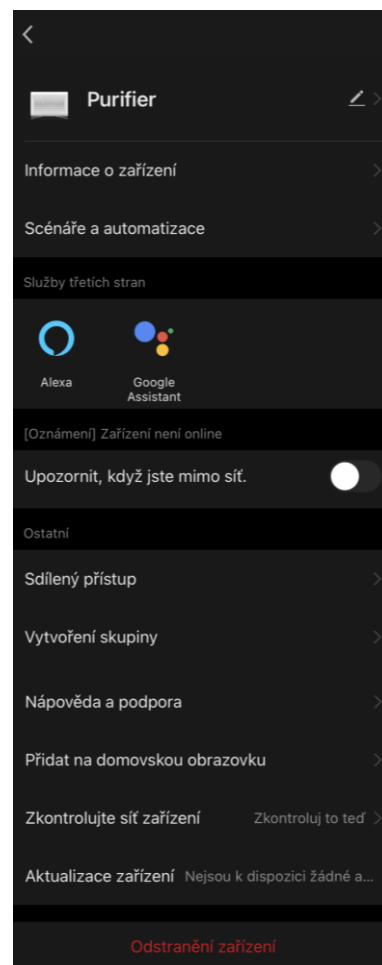 Purifier
Informace o zařízení
Scénáře a automatizace
Služby třetích stran
Alexa
Google
Assistant
[Oznámení] Zařízení není online
Upozornit, když jste mimo síť.
Ostatní
Sdílený přístup
Vytvoření skupiny
Nápověda a podpora
Přidat na domovskou obrazovku
Zkontrolujte síť zařízení Zkontroluj to teď
Aktualizace zařízení Nejsou k dispozici žádné a...
Odstranění zařízení